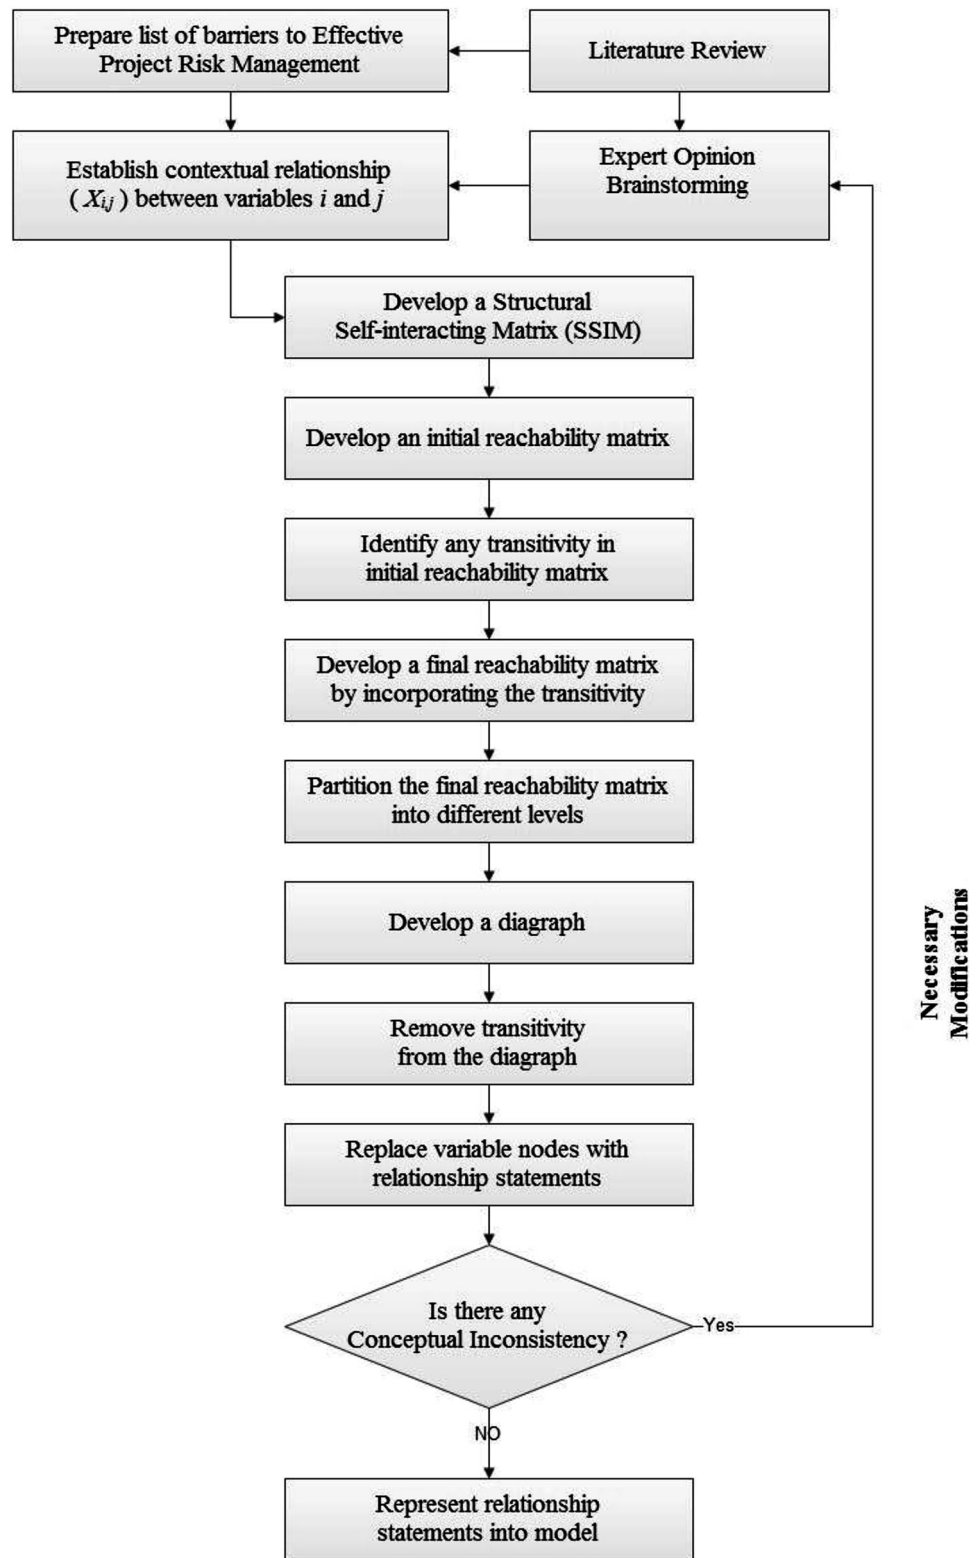 Prepare list of barriers to Effective
Project Risk Management
Literature Review
Establish contextual relationship
( Xi,j ) between variables i and j
Expert Opinion
Brainstorming
Develop a Structural
Self-interacting Matrix (SSIM)
Develop an initial reachability matrix
Identify any transitivity in
initial reachability matrix
Develop a final reachability matrix
by incorporating the transitivity
Partition the final reachability matrix
into different levels
Develop a diagraph
Remove transitivity
from the diagraph
Replace variable nodes with
relationship statements
Is there any
Conceptual Inconsistency ?
Yes
Necessary
Modifications
NO
Represent relationship
statements into model